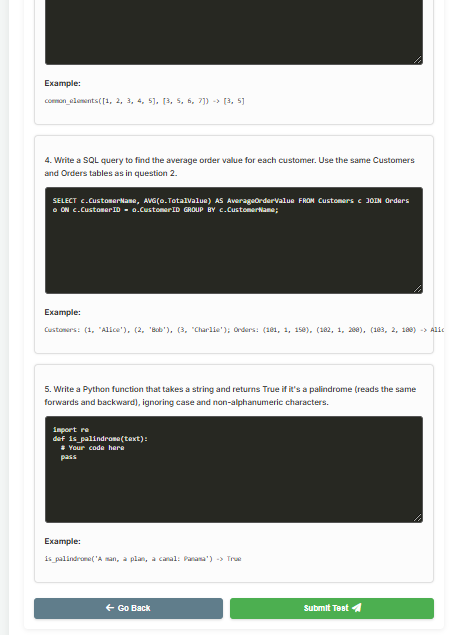 Example:
common_elements([1, 2, 3, 4, 5], [3, 5, 6, 7]) -> [3, 5]
4. Write a SQL query to find the average order value for each customer. Use the same Customers
and Orders tables as in question 2.
SELECT c.CustomerName, AVG(o.TotalValue) AS AverageOrderValue FROM Customers c JOIN Orders
o ON c.CustomerID = o.CustomerID GROUP BY c.CustomerName;
Example:
Customers: (1, 'Alice'), (2, 'Bob'), (3, 'Charlie'); Orders: (101, 1, 150), (102, 1, 200), (103, 2, 100) -> Alic
5. Write a Python function that takes a string and returns True if it's a palindrome (reads the same
forwards and backward), ignoring case and non-alphanumeric characters.
import re
def is_palindrome(text):
# Your code here
pass
Example:
is_palindrome('A man, a plan, a canal: Panama') -> True
← Go Back
Submit Test